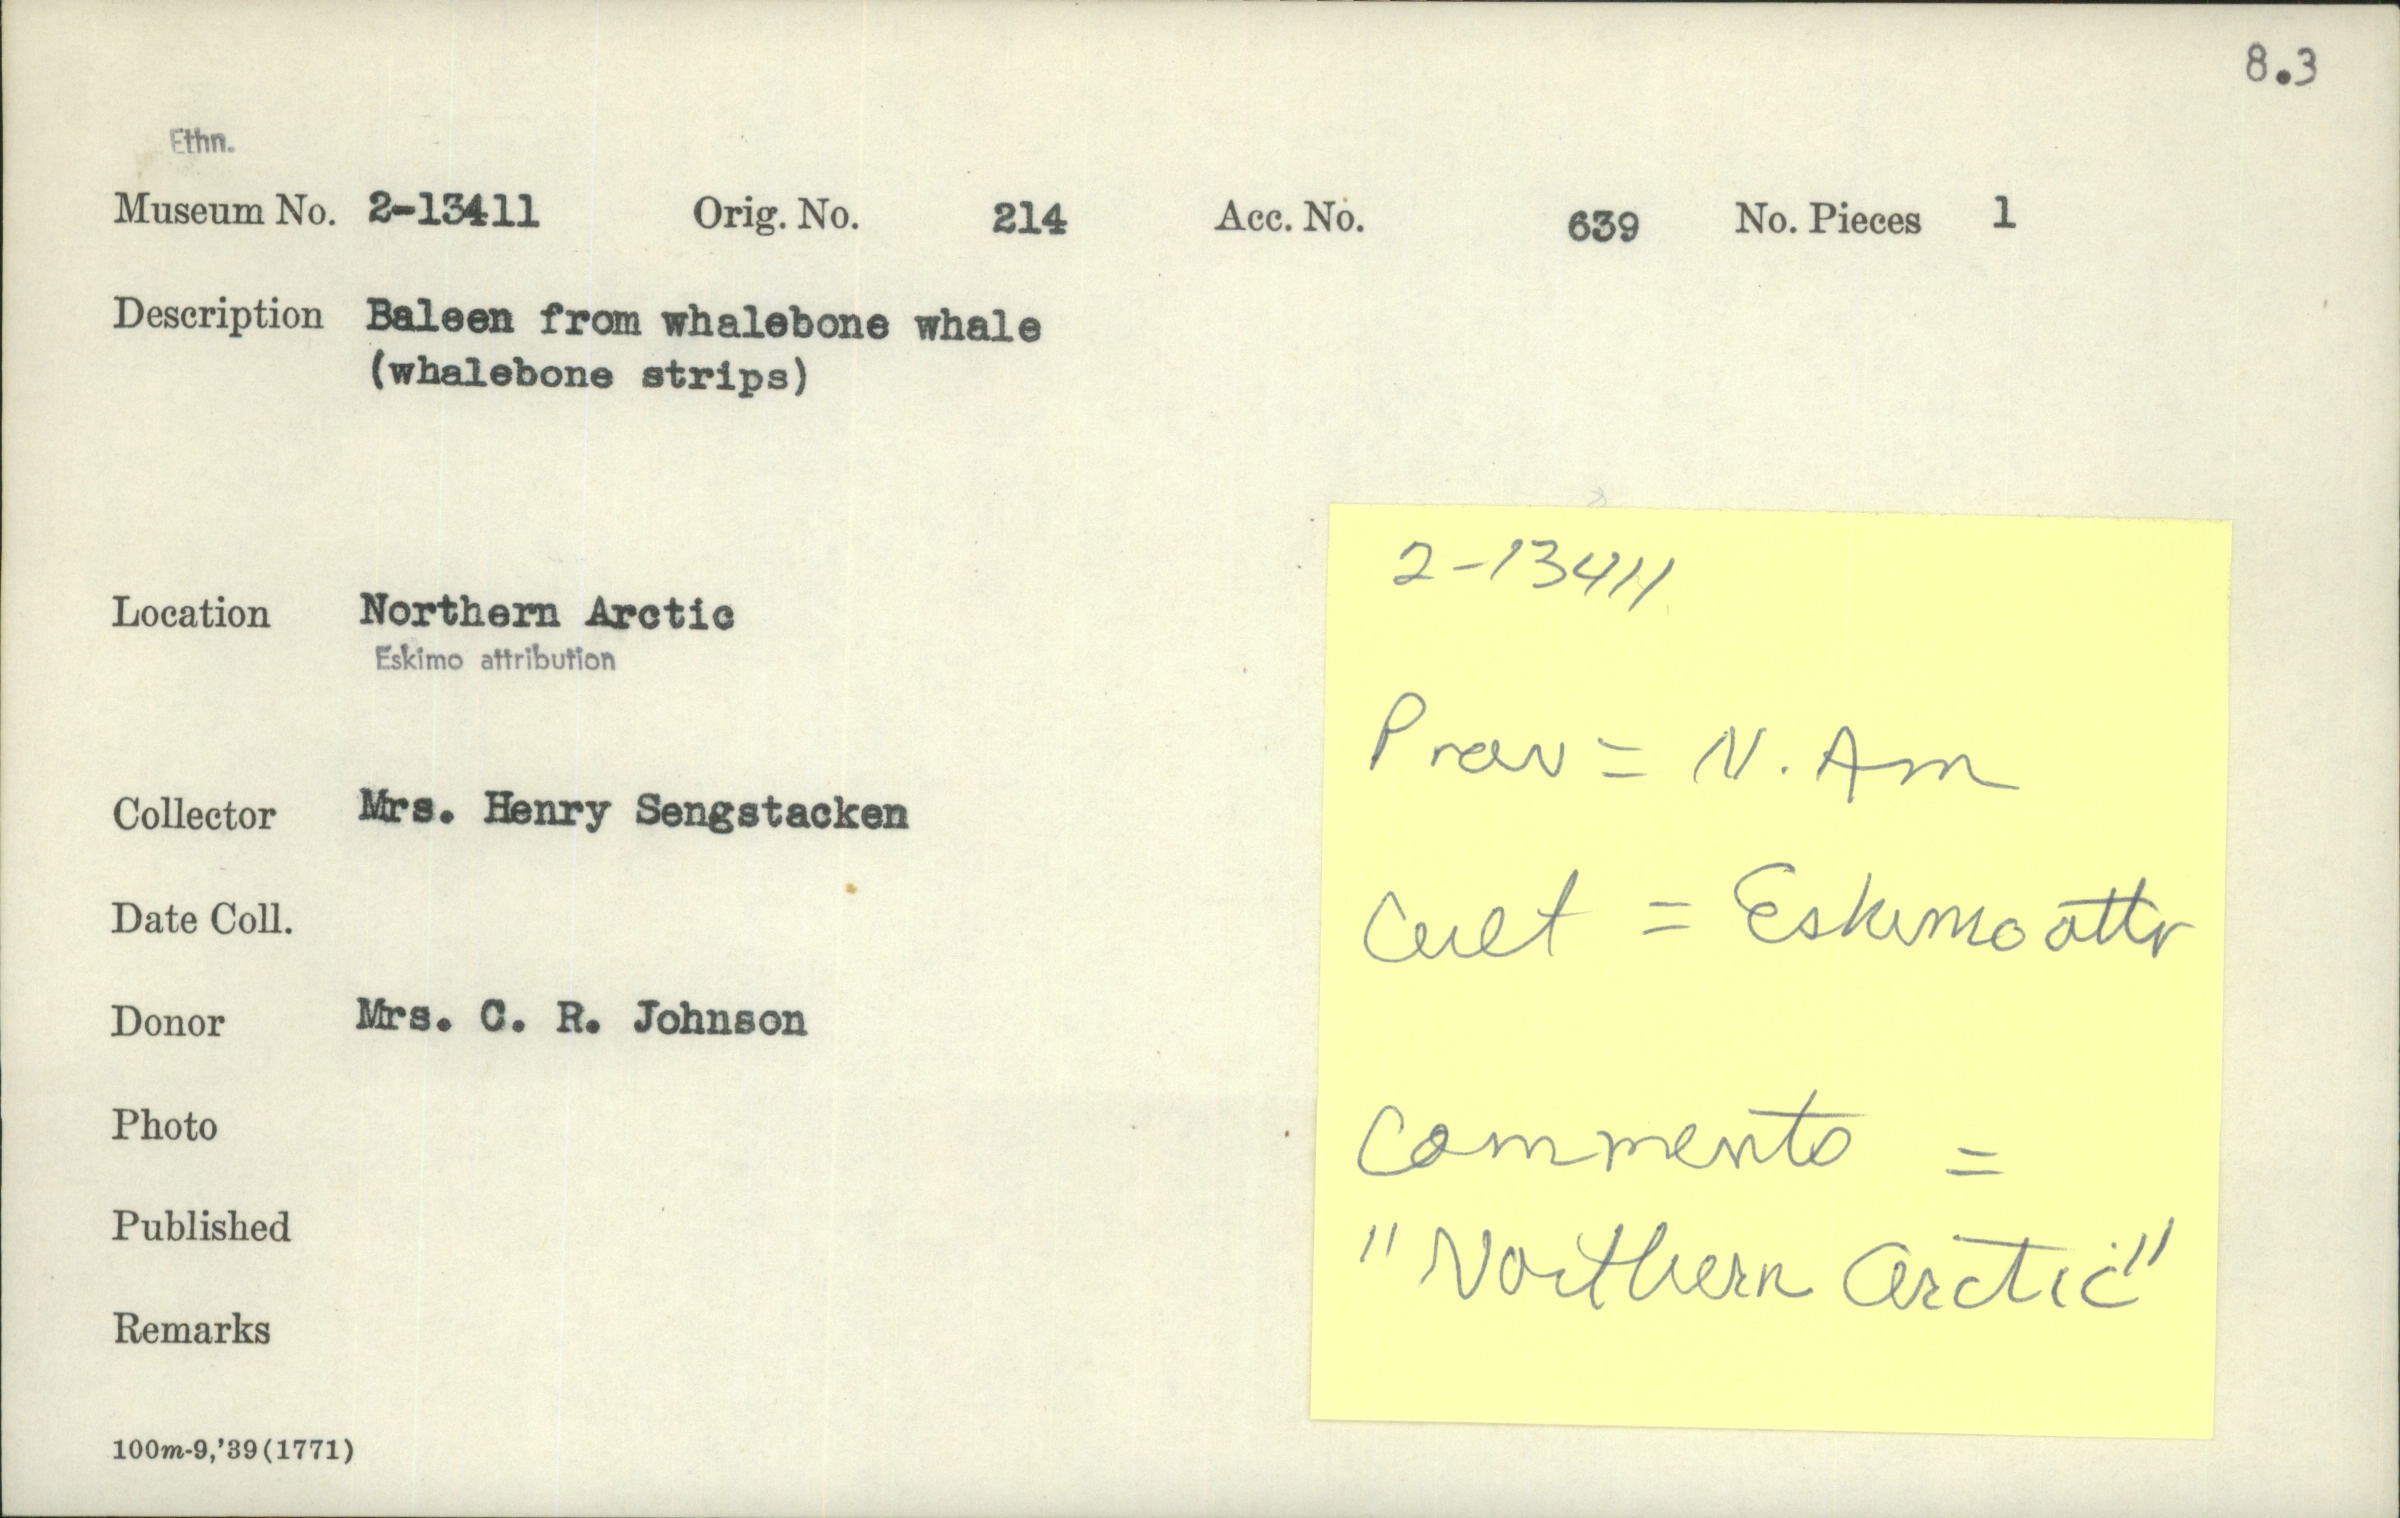 8.3
Ethn.
Museum No. 2-13411 Orig. No. 214 Acc. No. 639 No. Pieces 1
Description Baleen from whalebone whale
(whalebone strips)
Location Northern Arctic
Eskimo attribution
Collector Mrs. Henry Sengstacken
Date Coll.
Donor Mrs. C. R. Johnson
Photo
Published
Remarks
100m-9,'39(1771)
2-13411
Prov = N. Am
Cult = Eskimo attr
Comments =
"Northern Arctic"